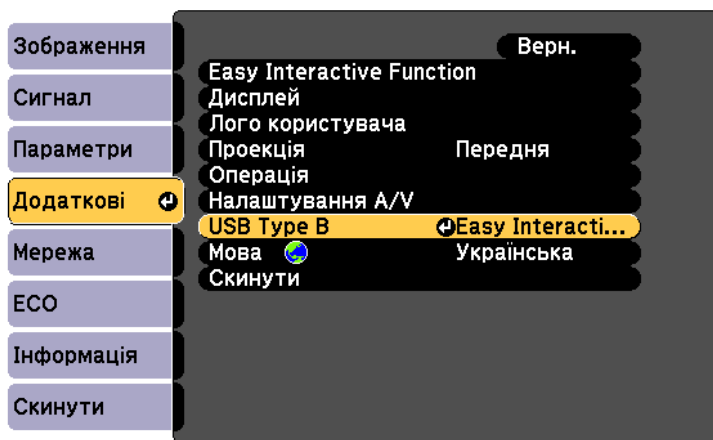 Зображення
Сигнал
Параметри
Додаткові
Мережа
ECO
Інформація
Скинути
Верн.
Easy Interactive Function
Дисплей
Лого користувача
Проекція Передня
Операція
Налаштування A/V
USB Type B Easy Interacti...
Мова Українська
Скинути